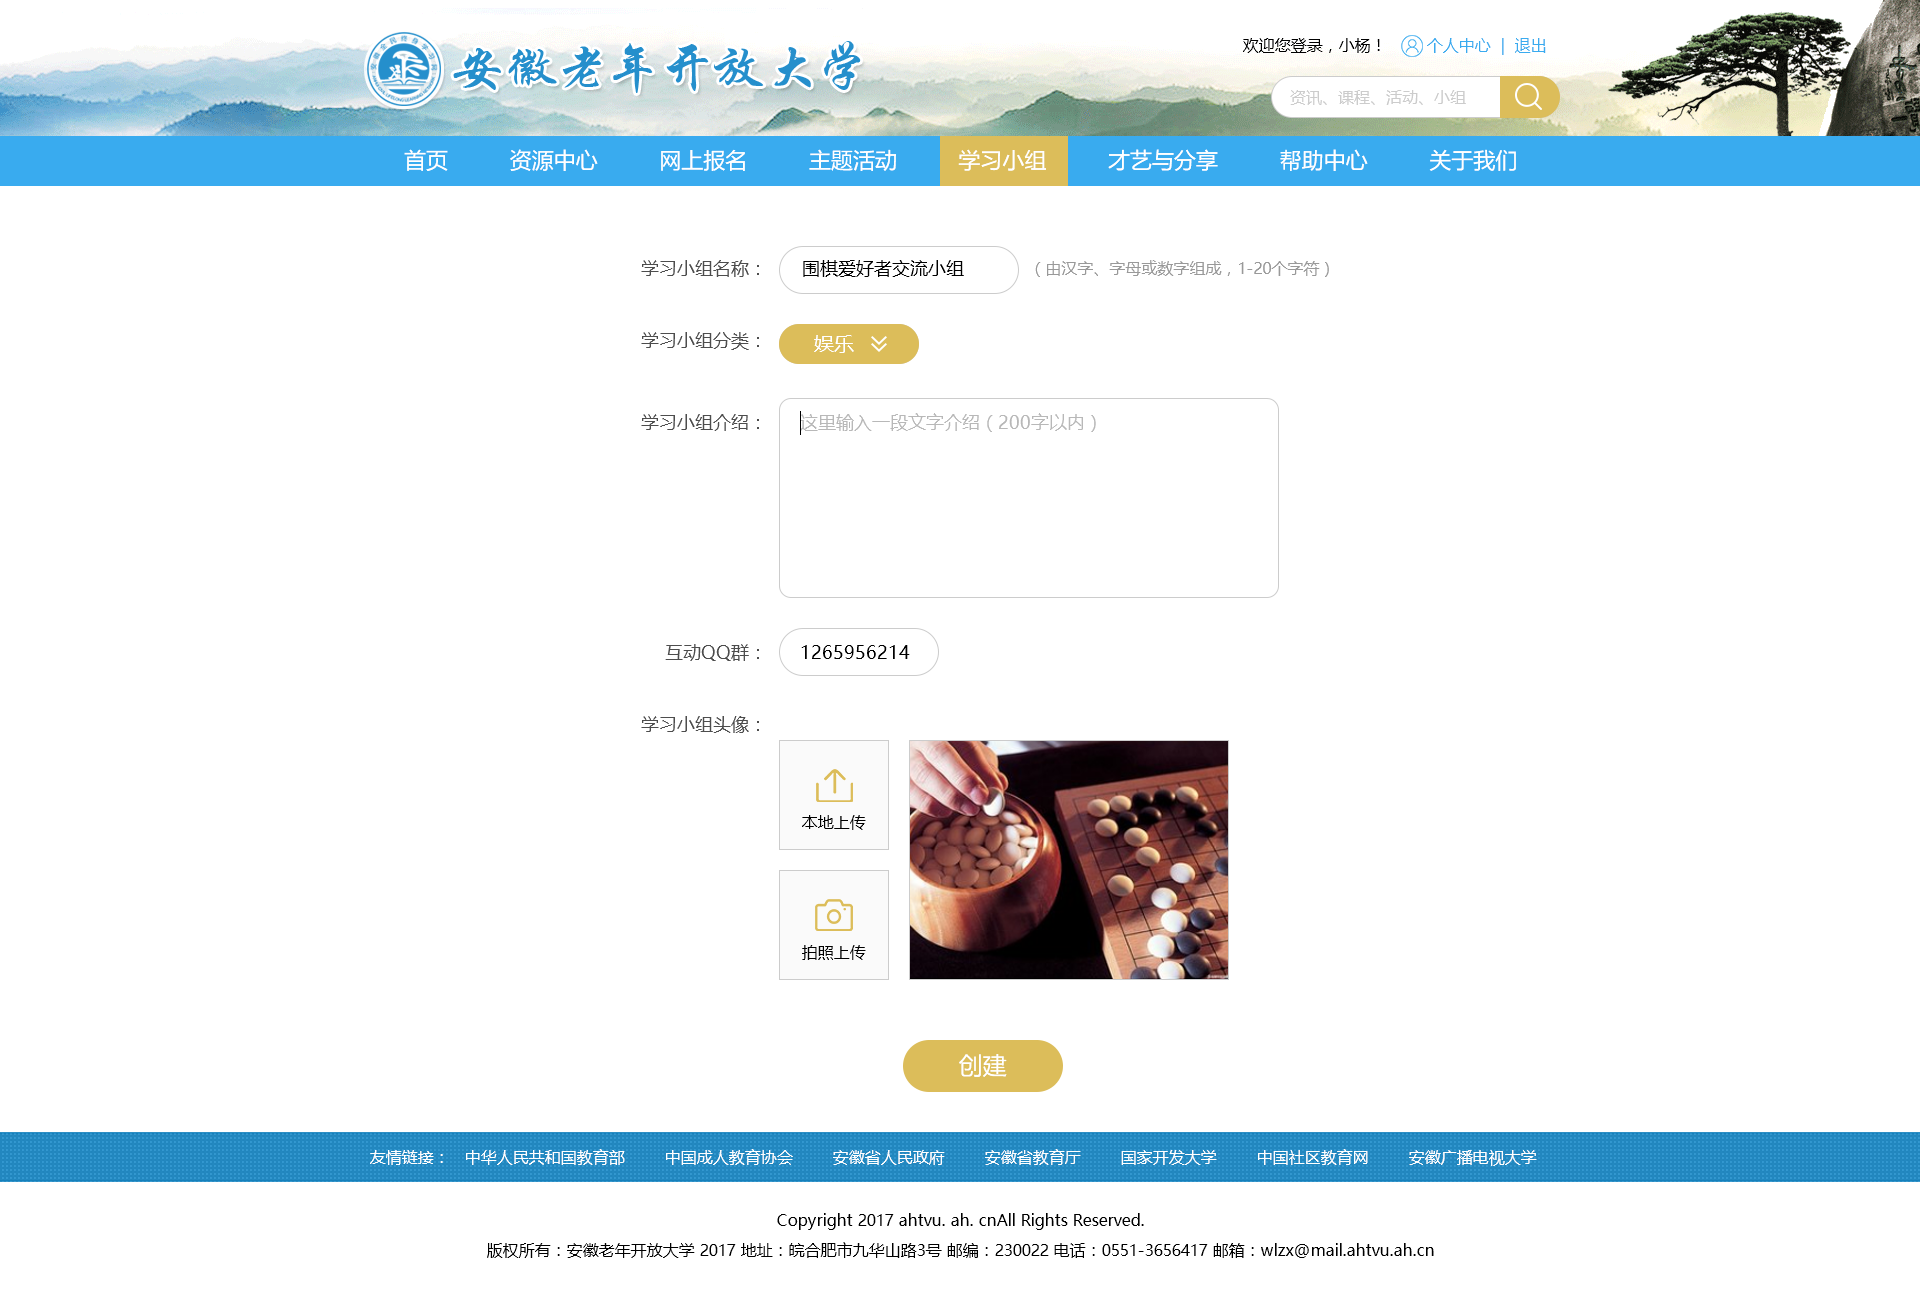 安徽老年开放大学
欢迎您登录，小杨！ 个人中心 | 退出
资讯、课程、活动、小组
首页 资源中心 网上报名 主题活动 学习小组 才艺与分享 帮助中心 关于我们
学习小组名称： 围棋爱好者交流小组 （由汉字、字母或数字组成，1-20个字符）
学习小组分类： 娱乐
学习小组介绍： 这里输入一段文字介绍（200字以内）
互动QQ群： 1265956214
学习小组头像：
本地上传
拍照上传
创建
友情链接： 中华人民共和国教育部 中国成人教育协会 安徽省人民政府 安徽省教育厅 国家开发大学 中国社区教育网 安徽广播电视大学
Copyright 2017 ahtvu. ah. cnAll Rights Reserved.
版权所有：安徽老年开放大学 2017 地址：皖合肥市九华山路3号 邮编：230022 电话：0551-3656417 邮箱：wlzx@mail.ahtvu.ah.cn